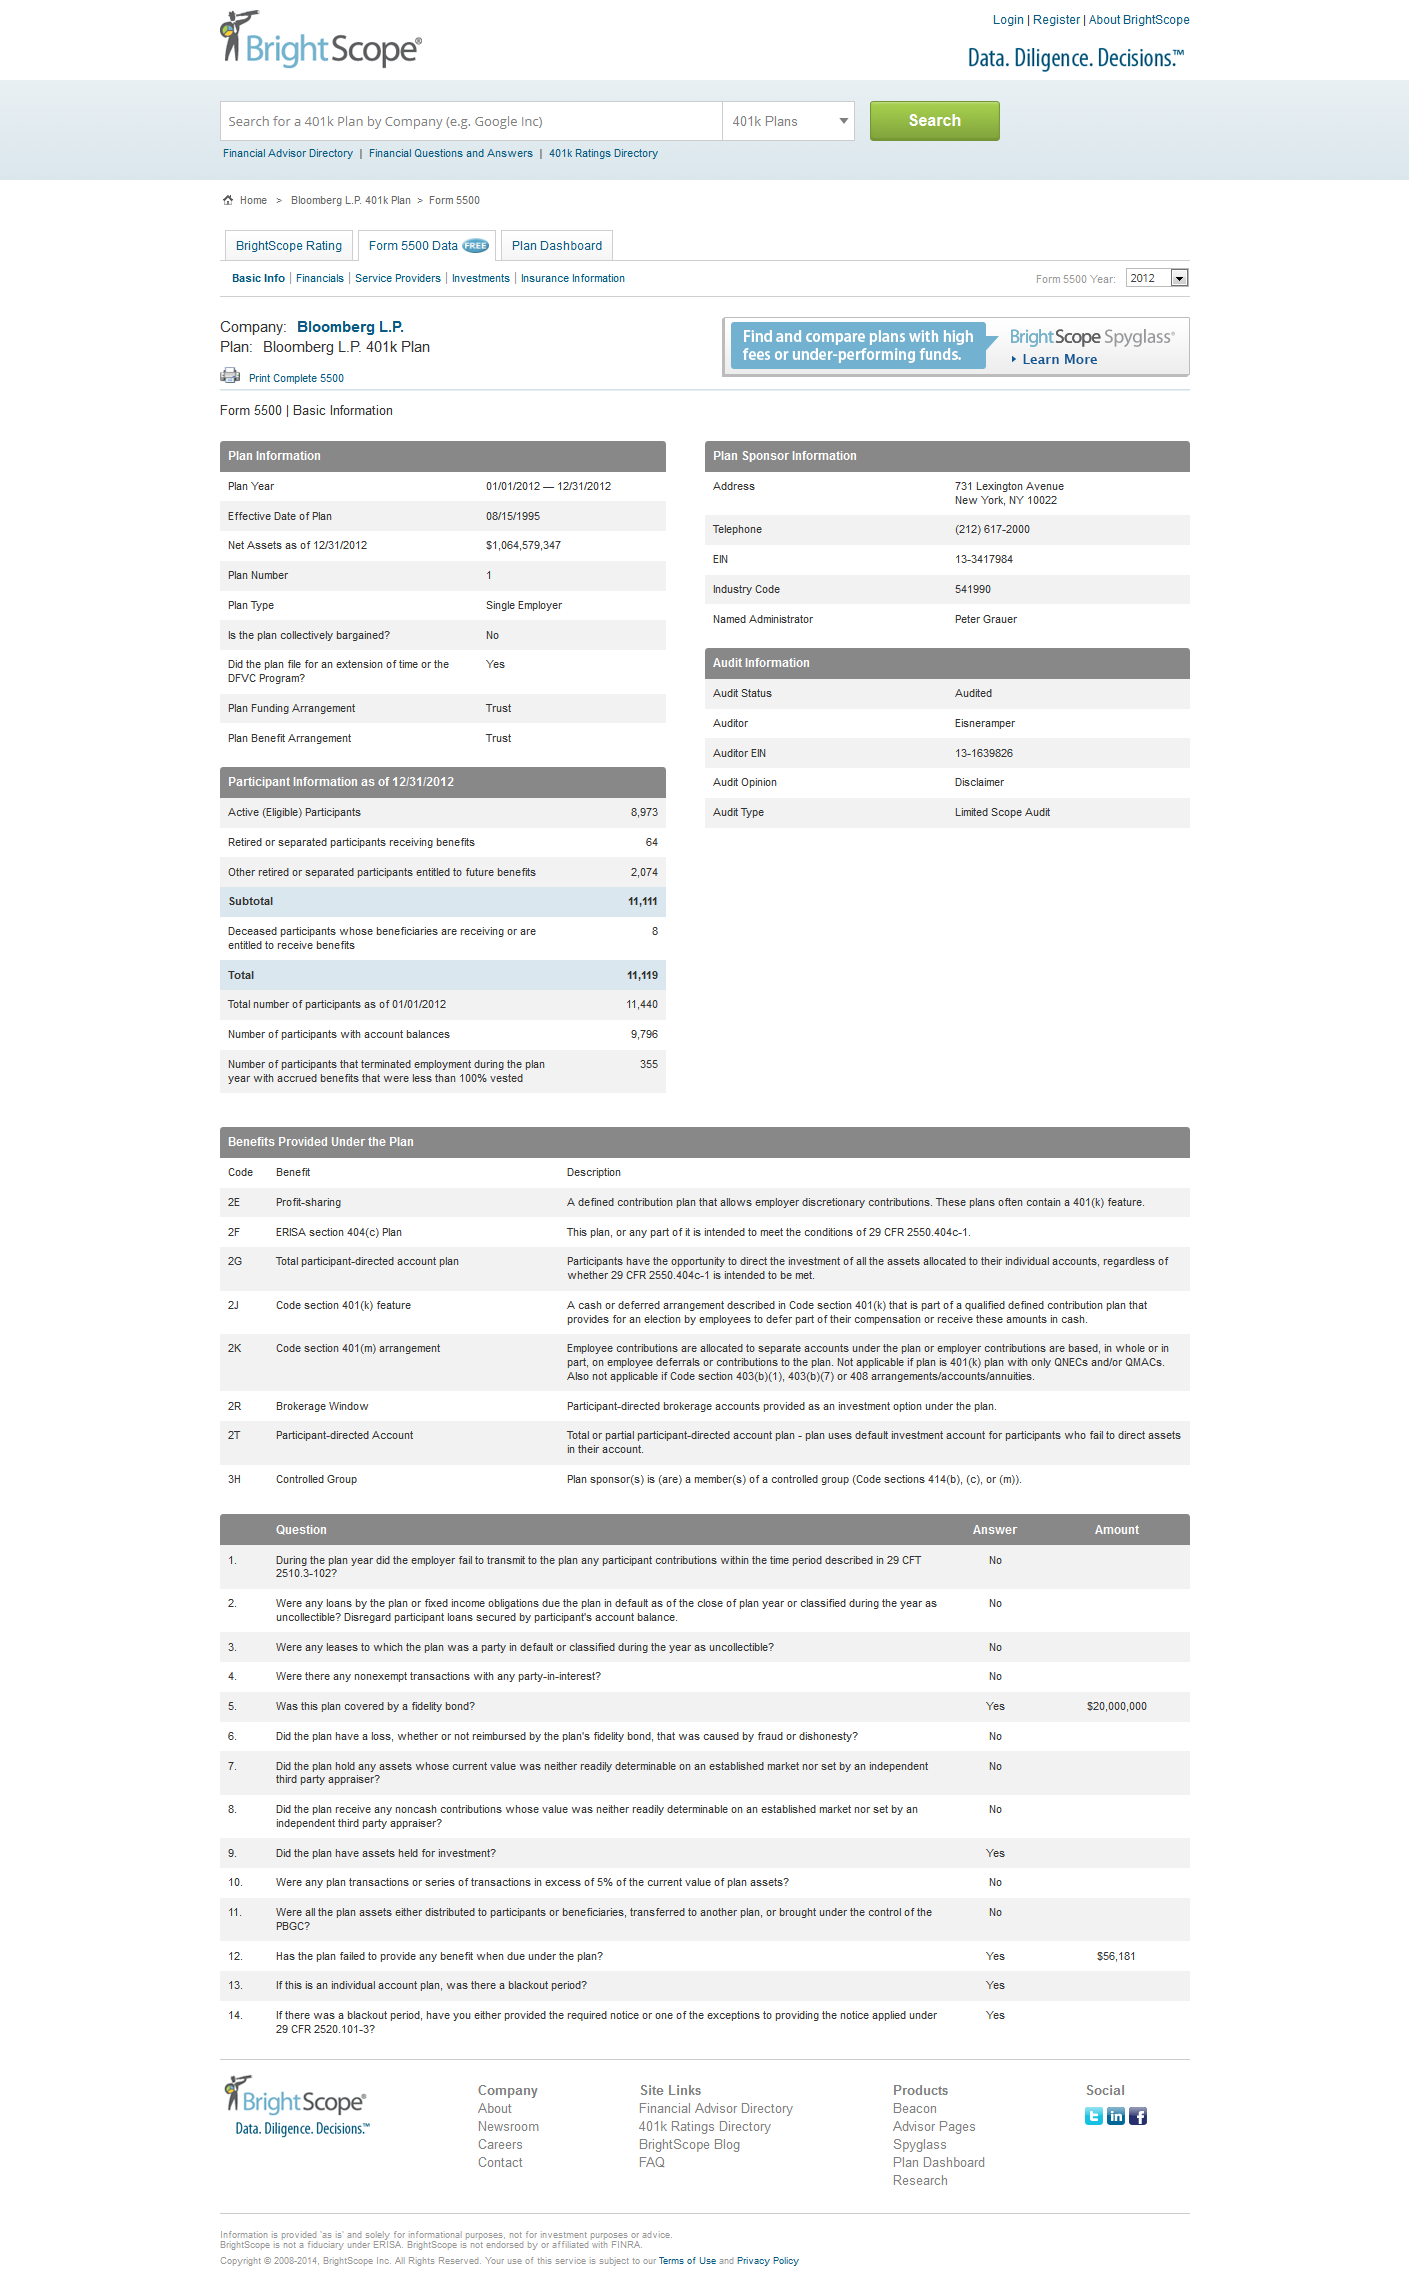 BrightScope®
Login | Register | About BrightScope
Data. Diligence. Decisions.™
Search for a 401k Plan by Company (e.g. Google Inc)
401k Plans
Search
Financial Advisor Directory | Financial Questions and Answers | 401k Ratings Directory
Home > Bloomberg L.P. 401k Plan > Form 5500
BrightScope Rating
Form 5500 Data FREE
Plan Dashboard
Basic Info | Financials | Service Providers | Investments | Insurance Information
Form 5500 Year: 2012
Company: Bloomberg L.P.
Plan: Bloomberg L.P. 401k Plan
Print Complete 5500
Find and compare plans with high
fees or under-performing funds.
BrightScope Spyglass®
Learn More
Form 5500 | Basic Information
Plan Information
Plan Year 01/01/2012 — 12/31/2012
Effective Date of Plan 08/15/1995
Net Assets as of 12/31/2012 $1,064,579,347
Plan Number 1
Plan Type Single Employer
Is the plan collectively bargained? No
Did the plan file for an extension of time or the Yes
DFVC Program?
Plan Funding Arrangement Trust
Plan Benefit Arrangement Trust
Participant Information as of 12/31/2012
Active (Eligible) Participants 8,973
Retired or separated participants receiving benefits 64
Other retired or separated participants entitled to future benefits 2,074
Subtotal 11,111
Deceased participants whose beneficiaries are receiving or are 8
entitled to receive benefits
Total 11,119
Total number of participants as of 01/01/2012 11,440
Number of participants with account balances 9,796
Number of participants that terminated employment during the plan 355
year with accrued benefits that were less than 100% vested
Plan Sponsor Information
Address 731 Lexington Avenue
New York, NY 10022
Telephone (212) 617-2000
EIN 13-3417984
Industry Code 541990
Named Administrator Peter Grauer
Audit Information
Audit Status Audited
Auditor Eisneramper
Auditor EIN 13-1639826
Audit Opinion Disclaimer
Audit Type Limited Scope Audit
Benefits Provided Under the Plan
Code Benefit Description
2E Profit-sharing A defined contribution plan that allows employer discretionary contributions. These plans often contain a 401(k) feature.
2F ERISA section 404(c) Plan This plan, or any part of it is intended to meet the conditions of 29 CFR 2550.404c-1.
2G Total participant-directed account plan Participants have the opportunity to direct the investment of all the assets allocated to their individual accounts, regardless of
whether 29 CFR 2550.404c-1 is intended to be met.
2J Code section 401(k) feature A cash or deferred arrangement described in Code section 401(k) that is part of a qualified defined contribution plan that
provides for an election by employees to defer part of their compensation or receive these amounts in cash.
2K Code section 401(m) arrangement Employee contributions are allocated to separate accounts under the plan or employer contributions are based, in whole or in
part, on employee deferrals or contributions to the plan. Not applicable if plan is 401(k) plan with only QNECs and/or QMACs.
Also not applicable if Code section 403(b)(1), 403(b)(7) or 408 arrangements/accounts/annuities.
2R Brokerage Window Participant-directed brokerage accounts provided as an investment option under the plan.
2T Participant-directed Account Total or partial participant-directed account plan - plan uses default investment account for participants who fail to direct assets
in their account.
3H Controlled Group Plan sponsor(s) is (are) a member(s) of a controlled group (Code sections 414(b), (c), or (m)).
Question Answer Amount
1. During the plan year did the employer fail to transmit to the plan any participant contributions within the time period described in 29 CFT No
2510.3-102?
2. Were any loans by the plan or fixed income obligations due the plan in default as of the close of plan year or classified during the year as No
uncollectible? Disregard participant loans secured by participant's account balance.
3. Were any leases to which the plan was a party in default or classified during the year as uncollectible? No
4. Were there any nonexempt transactions with any party-in-interest? No
5. Was this plan covered by a fidelity bond? Yes $20,000,000
6. Did the plan have a loss, whether or not reimbursed by the plan's fidelity bond, that was caused by fraud or dishonesty? No
7. Did the plan hold any assets whose current value was neither readily determinable on an established market nor set by an independent No
third party appraiser?
8. Did the plan receive any noncash contributions whose value was neither readily determinable on an established market nor set by an No
independent third party appraiser?
9. Did the plan have assets held for investment? Yes
10. Were any plan transactions or series of transactions in excess of 5% of the current value of plan assets? No
11. Were all the plan assets either distributed to participants or beneficiaries, transferred to another plan, or brought under the control of the No
PBGC?
12. Has the plan failed to provide any benefit when due under the plan? Yes $56,181
13. If this is an individual account plan, was there a blackout period? Yes
14. If there was a blackout period, have you either provided the required notice or one of the exceptions to providing the notice applied under Yes
29 CFR 2520.101-3?
BrightScope®
Data. Diligence. Decisions.™
Company
About
Newsroom
Careers
Contact
Site Links
Financial Advisor Directory
401k Ratings Directory
BrightScope Blog
FAQ
Products
Beacon
Advisor Pages
Spyglass
Plan Dashboard
Research
Social
Information is provided 'as is' and solely for informational purposes, not for investment purposes or advice.
BrightScope is not a fiduciary under ERISA. BrightScope is not endorsed by or affiliated with FINRA.
Copyright © 2008-2014, BrightScope Inc. All Rights Reserved. Your use of this service is subject to our Terms of Use and Privacy Policy